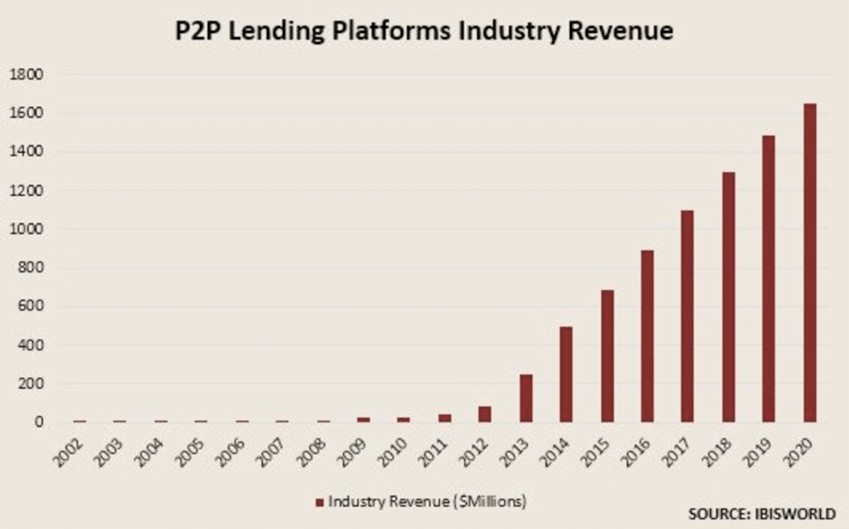 P2P Lending Platforms Industry Revenue
1800
1600
1400
1200
1000
800
600
400
200
0
2002 2003 2004 2005 2006 2007 2008 2009 2010 2011 2012 2013 2014 2015 2016 2017 2018 2019 2020
Industry Revenue ($Millions)
SOURCE: IBISWORLD